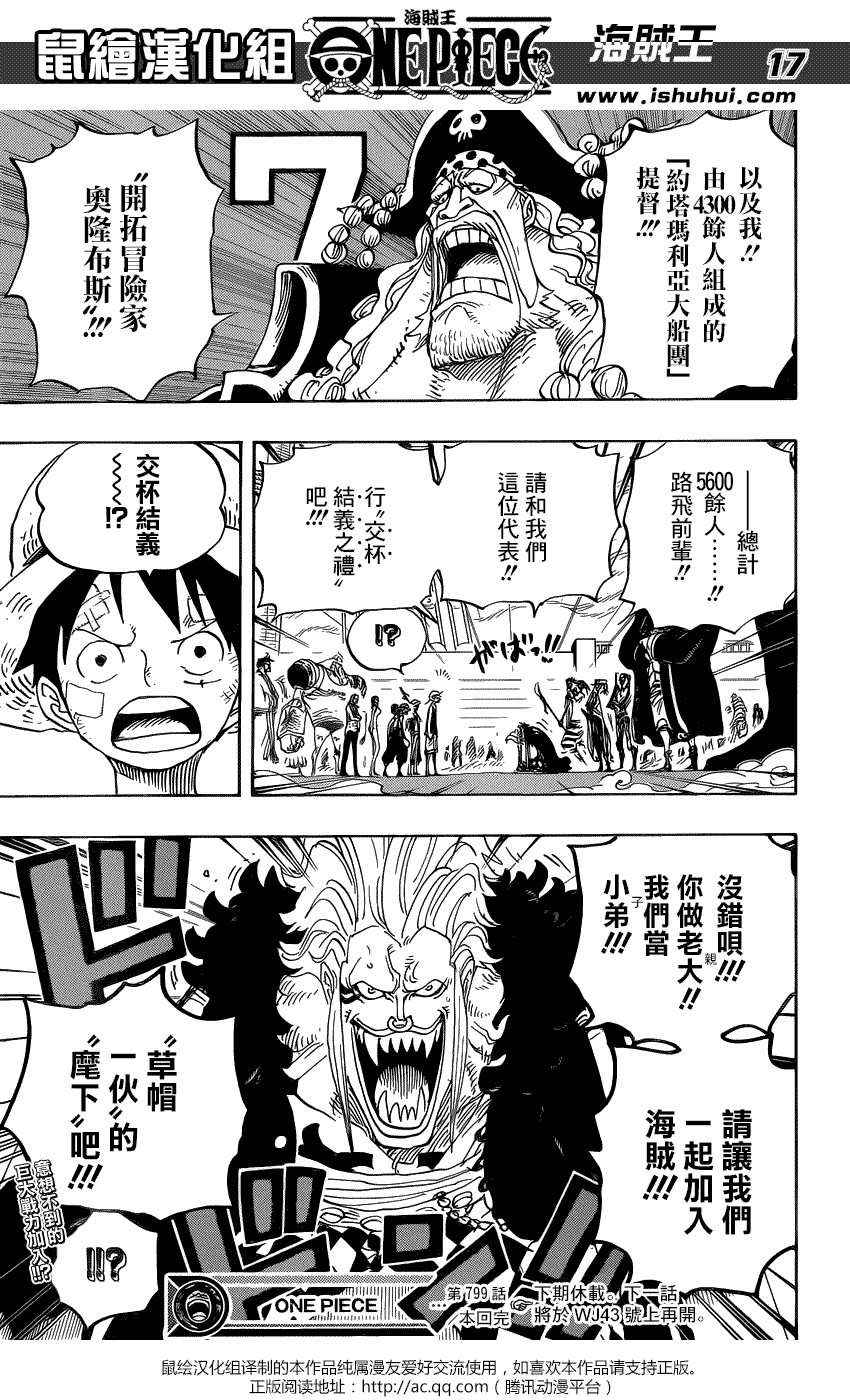 鼠繪漢化組
海賊王
ONE PIECE
海賊王
17
www.ishuhui.com
以及我!!
由4300餘人組成的
「約塔瑪利亞大船團」
提督!!!
7
“開拓冒險家
奧隆布斯”!!!
——總計
5600餘人……!!
路飛前輩!!
請和我們
這位代表!!
行“交杯
結義之禮”
吧!!!
!?
がばっ!!
交杯結義
~~~~!?
沒錯唄!!!
你做老大!!
親
我們當
小弟!!!
子
請讓我們
一起加入
海賊!!!
“草帽
一伙”的
麾下”吧!!!
ドドン
意想不到的
巨大戰力加入!!?
!!?
ONE PIECE
…第799話
本回完
☞下期休載。下一話
將於WJ43號上再開。
鼠绘汉化组译制的本作品纯属漫友爱好交流使用，如喜欢本作品请支持正版。
正版阅读地址：http://ac.qq.com（腾讯动漫平台）